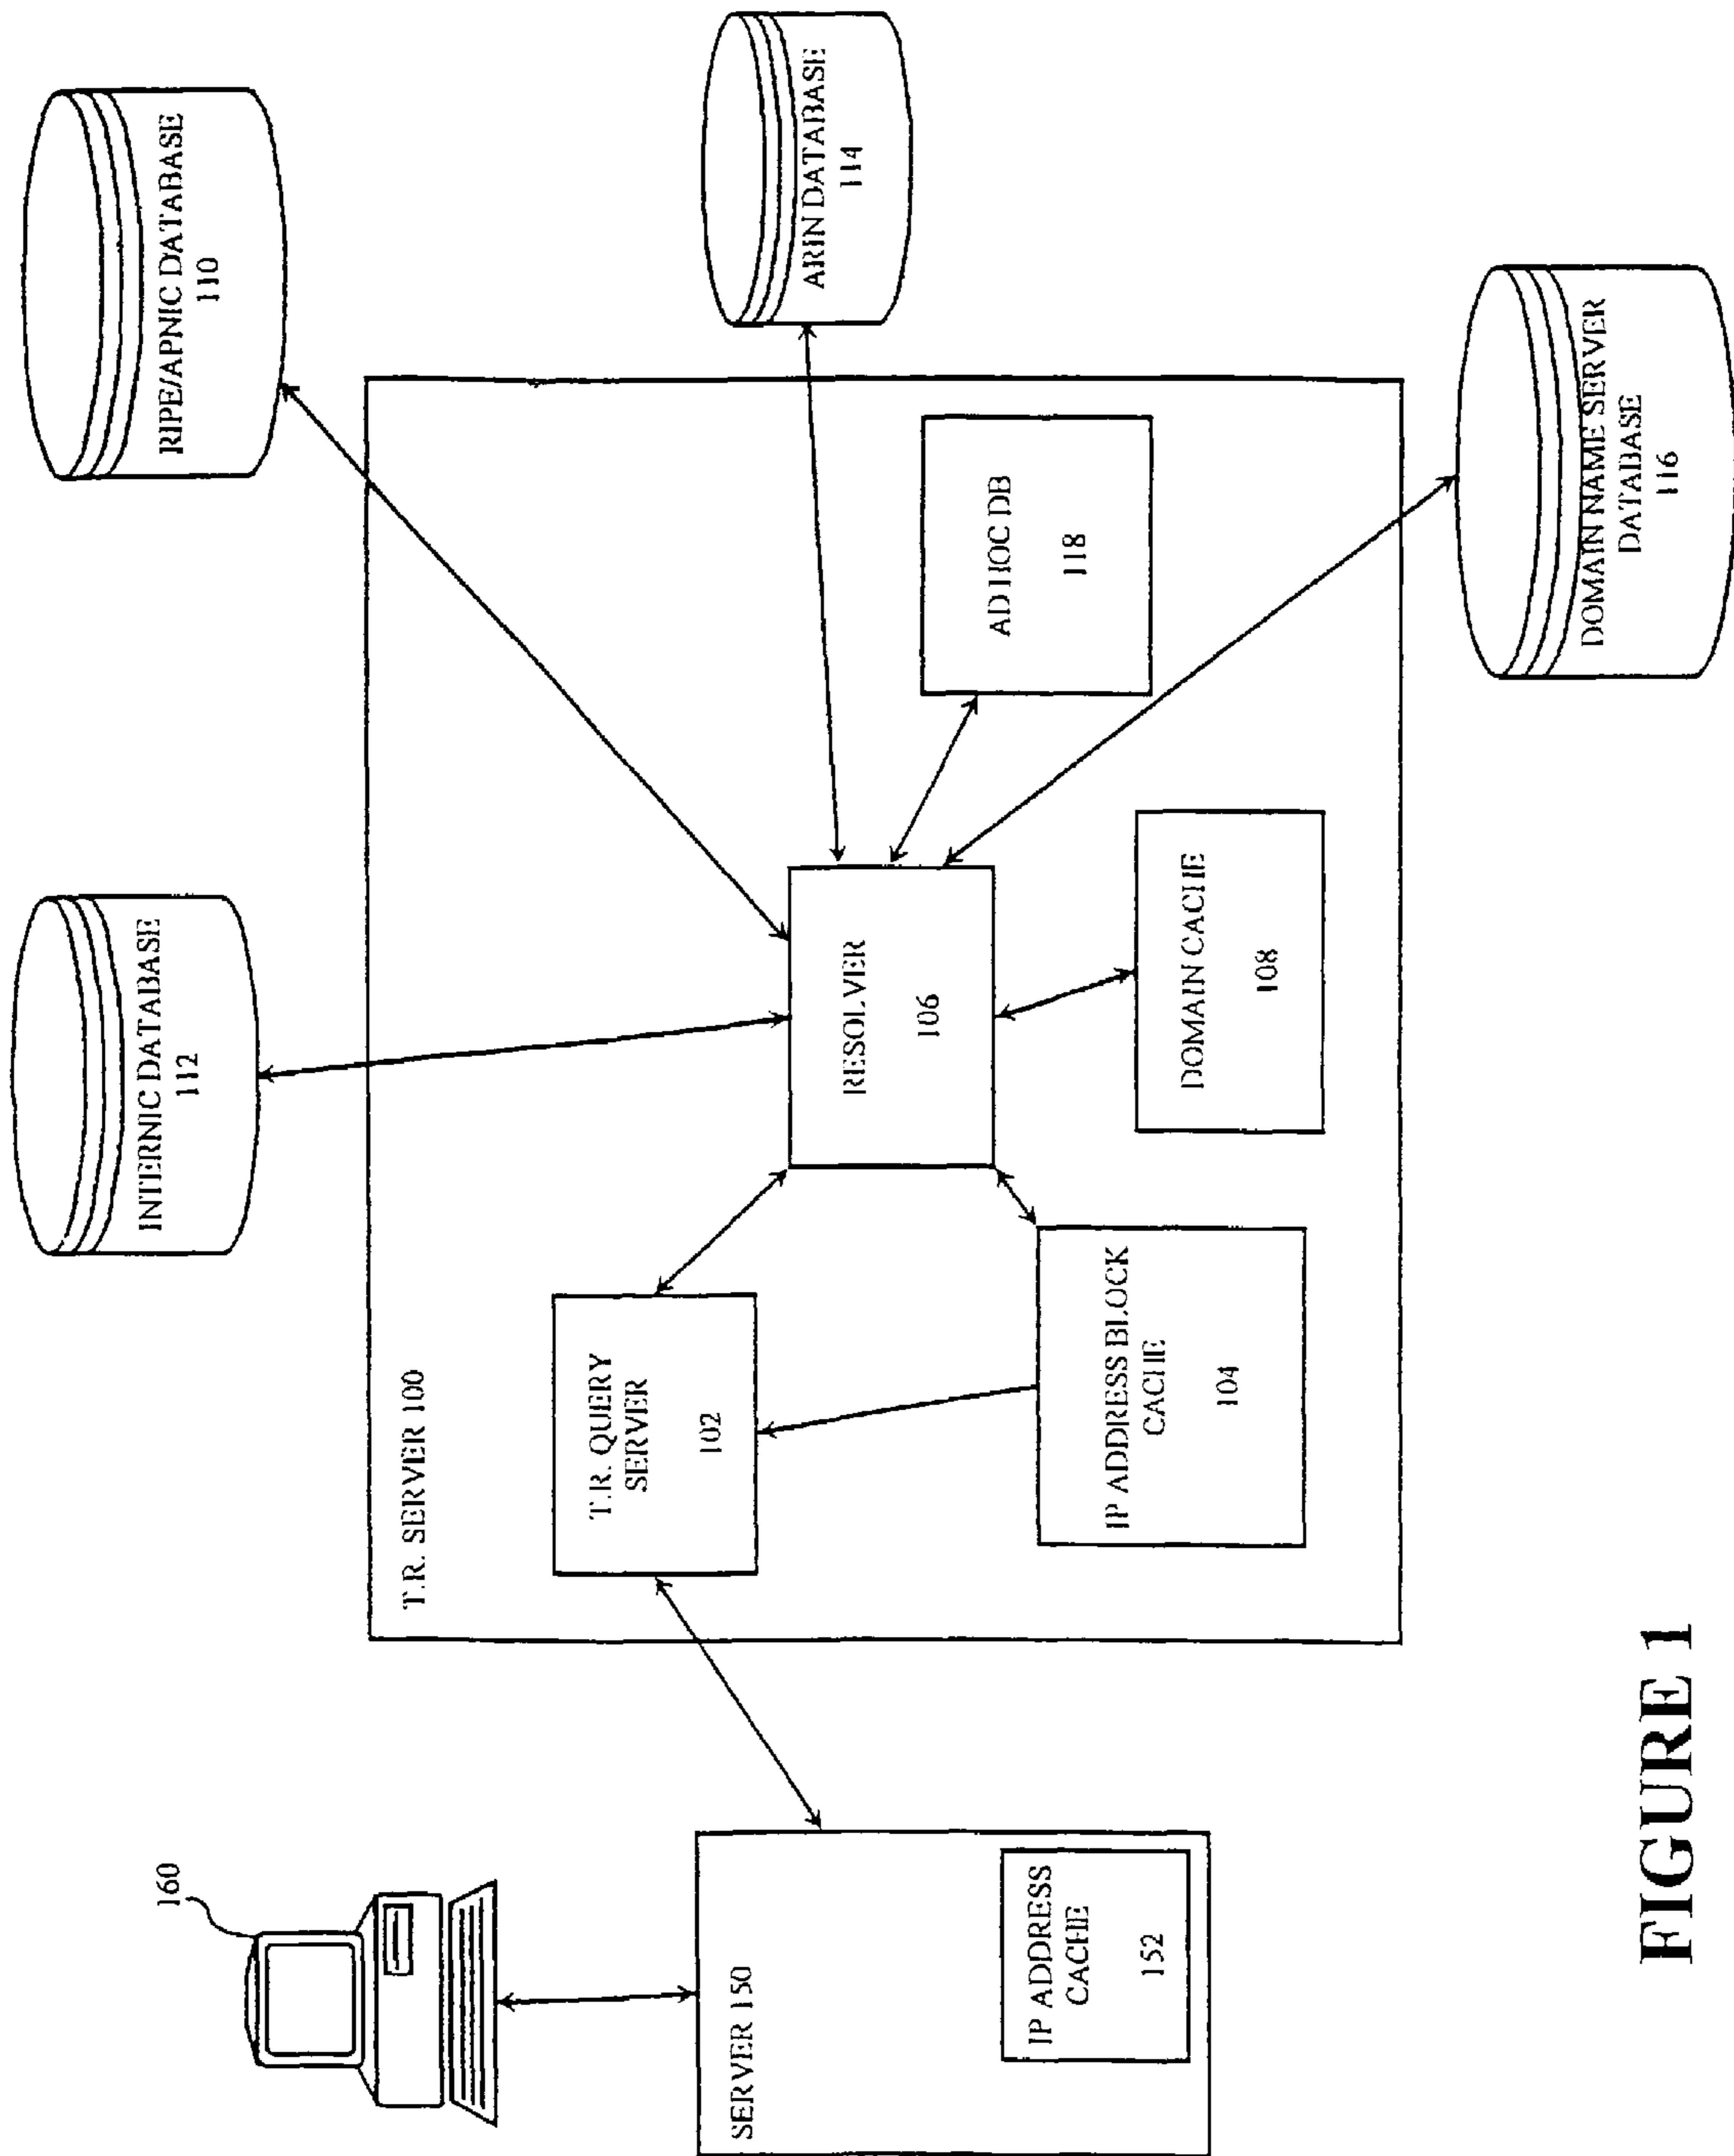 INTERNIC DATABASE
112
RIPE/APNIC DATABASE
110
ARIN DATABASE
114
DOMAIN NAME SERVER
DATABASE
116
T.R. SERVER 100
T.R. QUERY
SERVER
102
RESOLVER
106
AD HOC DB
118
IP ADDRESS BLOCK
CACHE
104
DOMAIN CACHE
108
160
SERVER 150
IP ADDRESS
CACHE
152
FIGURE 1